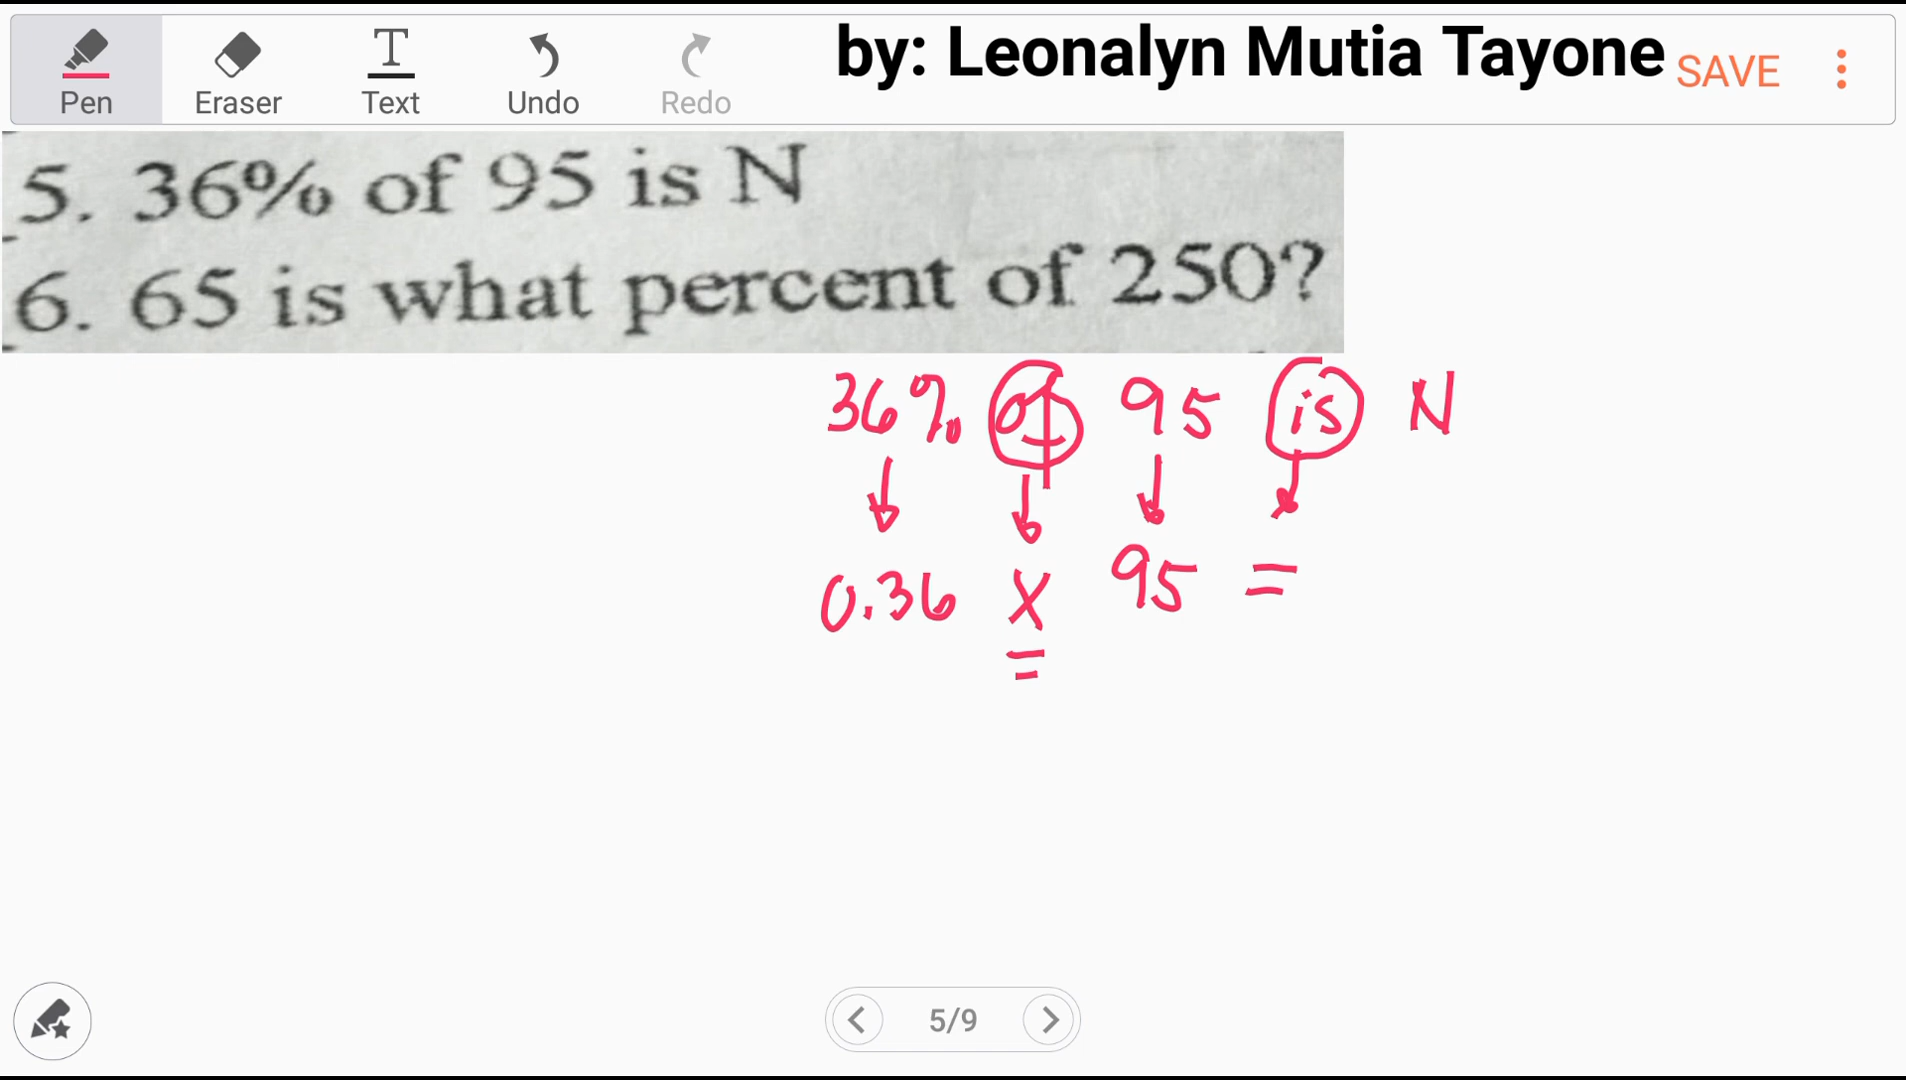 by: Leonalyn Mutia Tayone SAVE
Pen Eraser Text Undo Redo
5. 36% of 95 is N
6. 65 is what percent of 250?
36% of 95 is N
0.36 x 95 =
5/9